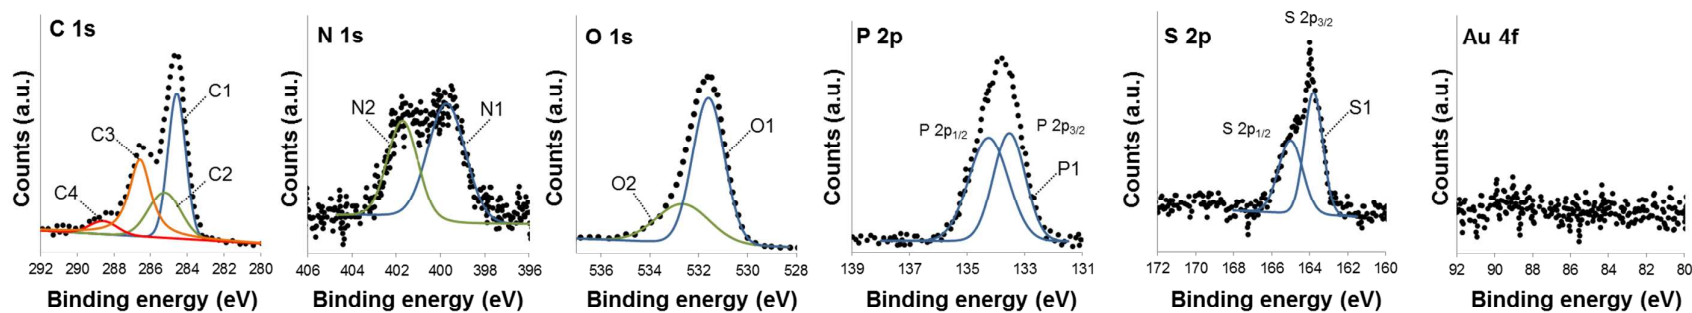 C 1s
Counts (a.u.)
C1
C2
C3
C4
292 290 288 286 284 282 280
Binding energy (eV)
N 1s
Counts (a.u.)
N2
N1
406 404 402 400 398 396
Binding energy (eV)
O 1s
Counts (a.u.)
O1
O2
536 534 532 530 528
Binding energy (eV)
P 2p
Counts (a.u.)
P 2p1/2
P 2p3/2
P1
139 137 135 133 131
Binding energy (eV)
S 2p3/2
S 2p
Counts (a.u.)
S 2p1/2
S1
172 170 168 166 164 162 160
Binding energy (eV)
Au 4f
Counts (a.u.)
92 90 88 86 84 82 80
Binding energy (eV)